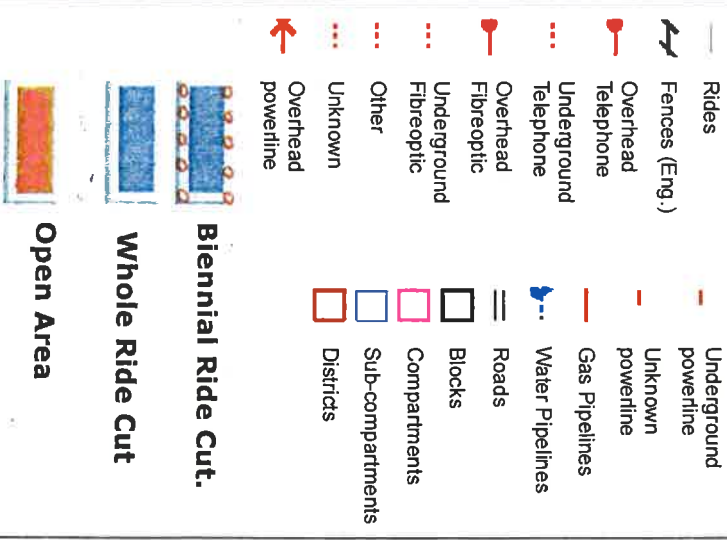 Rides
Fences (Eng.)
Overhead
Telephone
Underground
Telephone
Overhead
Fibreoptic
Underground
Fibreoptic
Other
Unknown
Overhead
powerline
Underground
powerline
Unknown
powerline
Gas Pipelines
Water Pipelines
Roads
Blocks
Compartments
Sub-compartments
Districts
Biennial Ride Cut.
Whole Ride Cut
Open Area